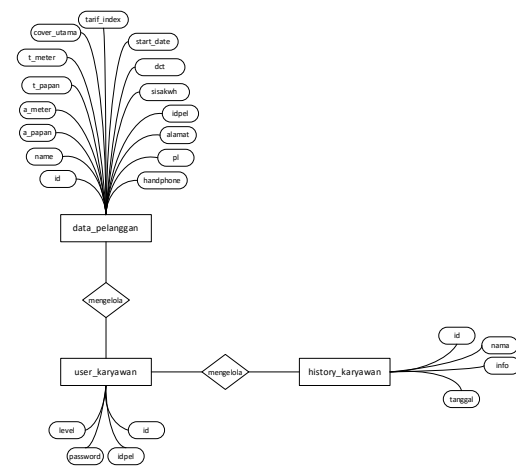 tarif_index
cover_utama
start_date
t_meter
dct
t_papan
sisakwh
a_meter
idpel
a_papan
alamat
name
pl
id
handphone
data_pelanggan
mengelola
user_karyawan
mengelola
history_karyawan
id
nama
info
tanggal
level
id
password
idpel